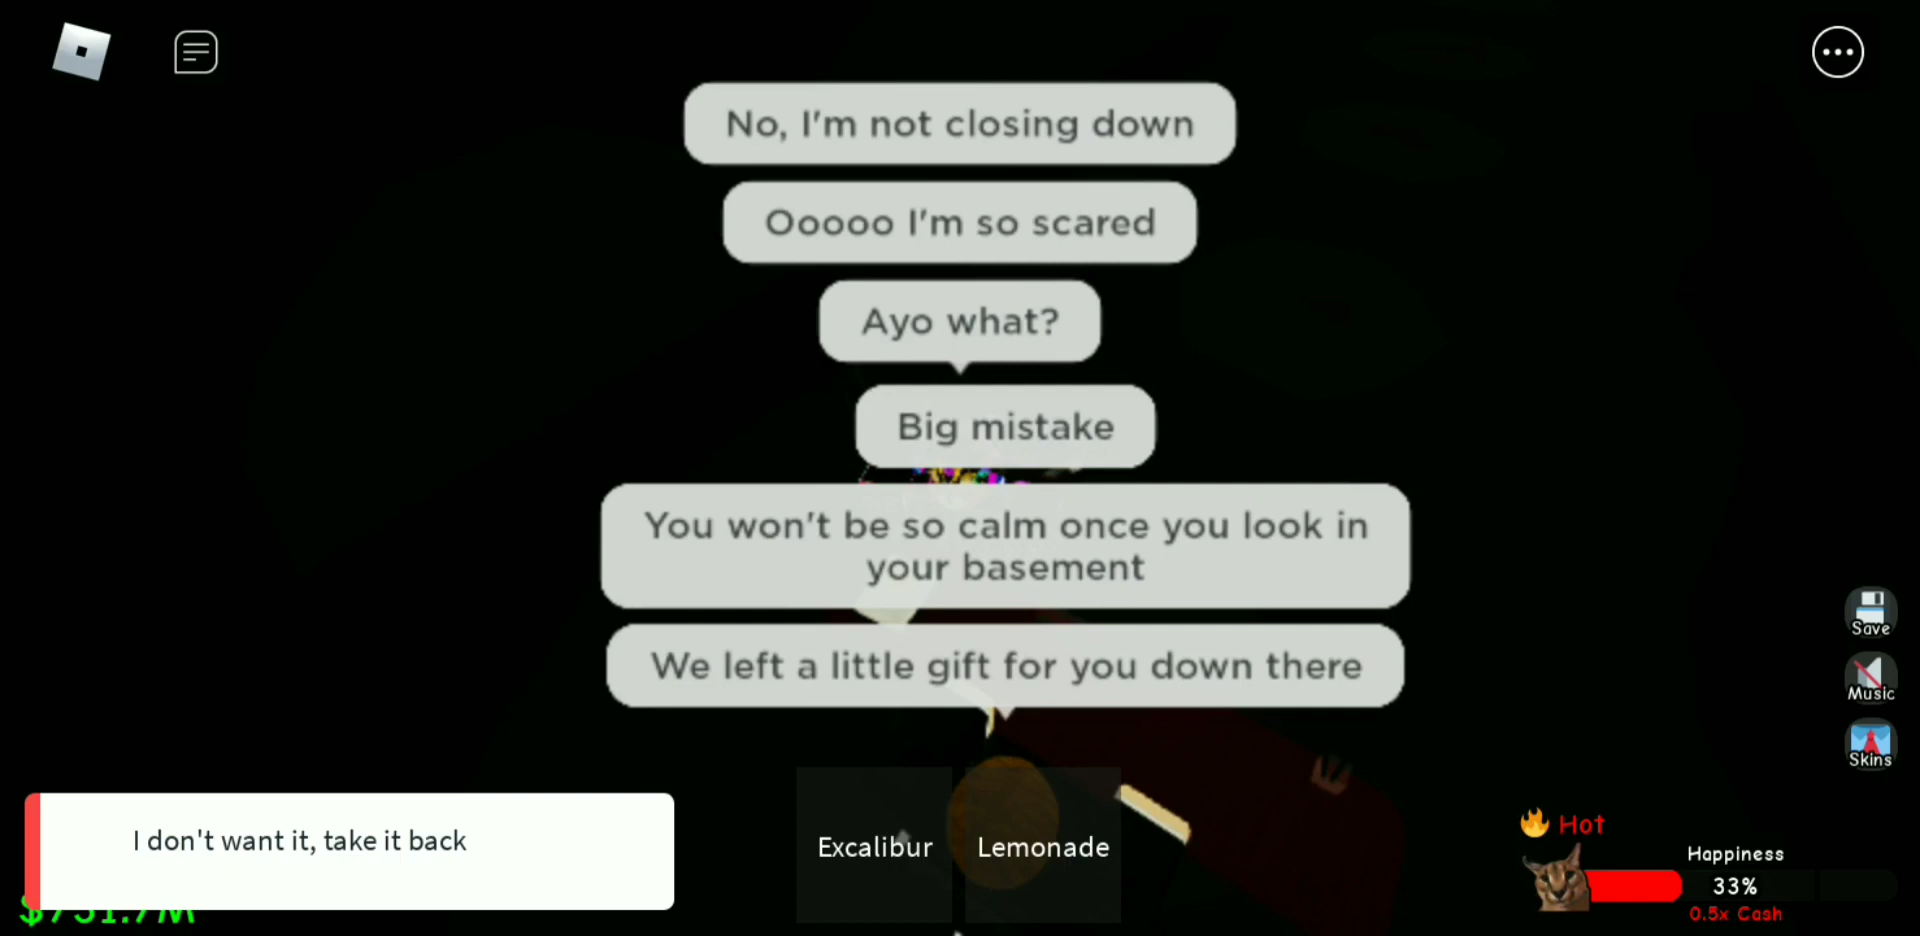 No, I'm not closing down
Ooooo I'm so scared
Ayo what?
Big mistake
You won't be so calm once you look in
your basement
We left a little gift for you down there
Save
Music
Skins
I don't want it, take it back
Excalibur
Lemonade
Hot
Happiness
33%
0.5x Cash